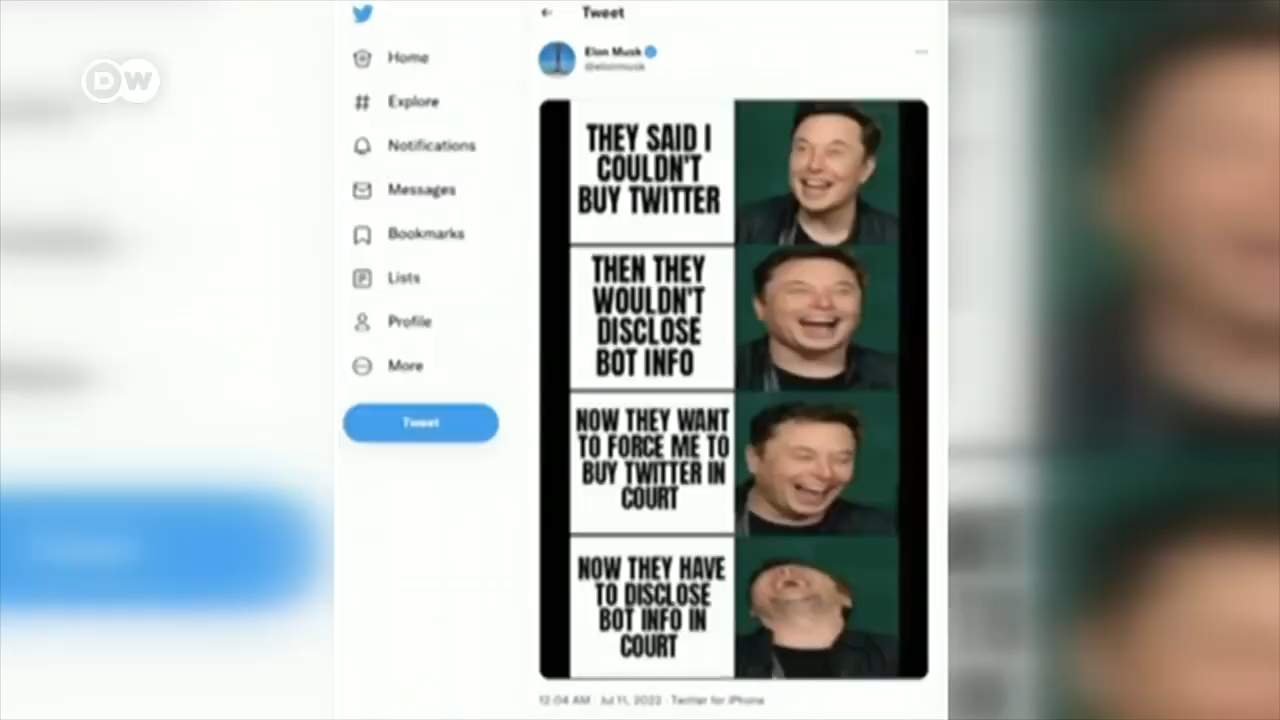 DW
Tweet
Elon Musk
@elonmusk
Home
Explore
Notifications
Messages
Bookmarks
Lists
Profile
More
Tweet
THEY SAID I
COULDN'T
BUY TWITTER
THEN THEY
WOULDN'T
DISCLOSE
BOT INFO
NOW THEY WANT
TO FORCE ME TO
BUY TWITTER IN
COURT
NOW THEY HAVE
TO DISCLOSE
BOT INFO IN
COURT
12:04 AM · Jul 11, 2022 · Twitter for iPhone